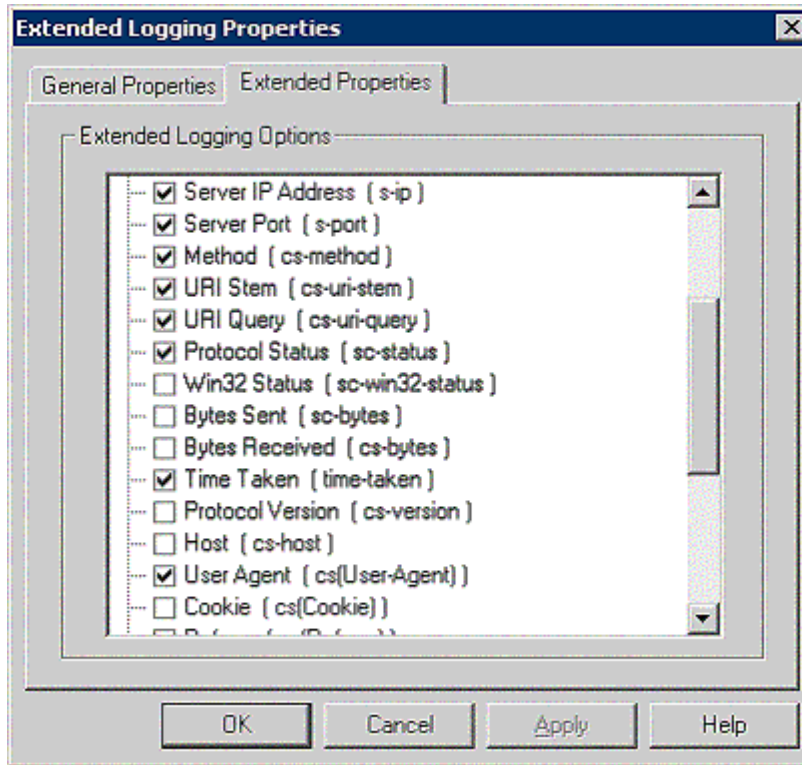 Extended Logging Properties
General Properties
Extended Properties
Extended Logging Options
Server IP Address ( s-ip )
Server Port ( s-port )
Method ( cs-method )
URI Stem ( cs-uri-stem )
URI Query ( cs-uri-query )
Protocol Status ( sc-status )
Win32 Status ( sc-win32-status )
Bytes Sent ( sc-bytes )
Bytes Received ( cs-bytes )
Time Taken ( time-taken )
Protocol Version ( cs-version )
Host ( cs-host )
User Agent ( cs(User-Agent) )
Cookie ( cs(Cookie) )
OK
Cancel
Apply
Help